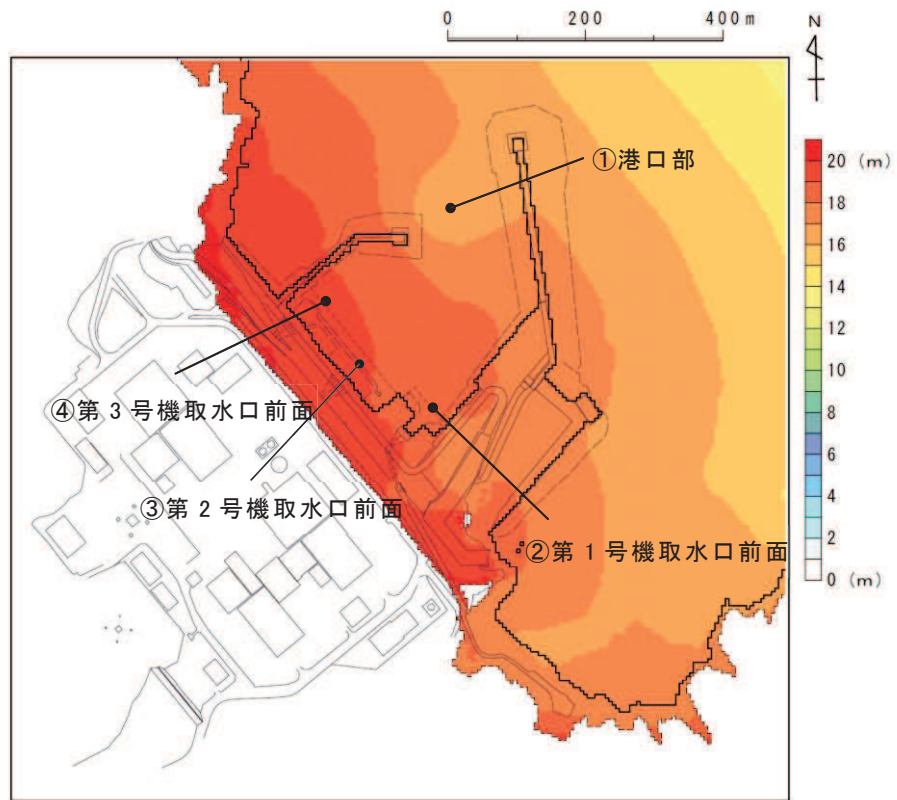 0 200 400m
N
①港口部
20 (m)
18
16
14
12
10
8
6
4
2
0 (m)
④第3号機取水口前面
③第2号機取水口前面
②第1号機取水口前面